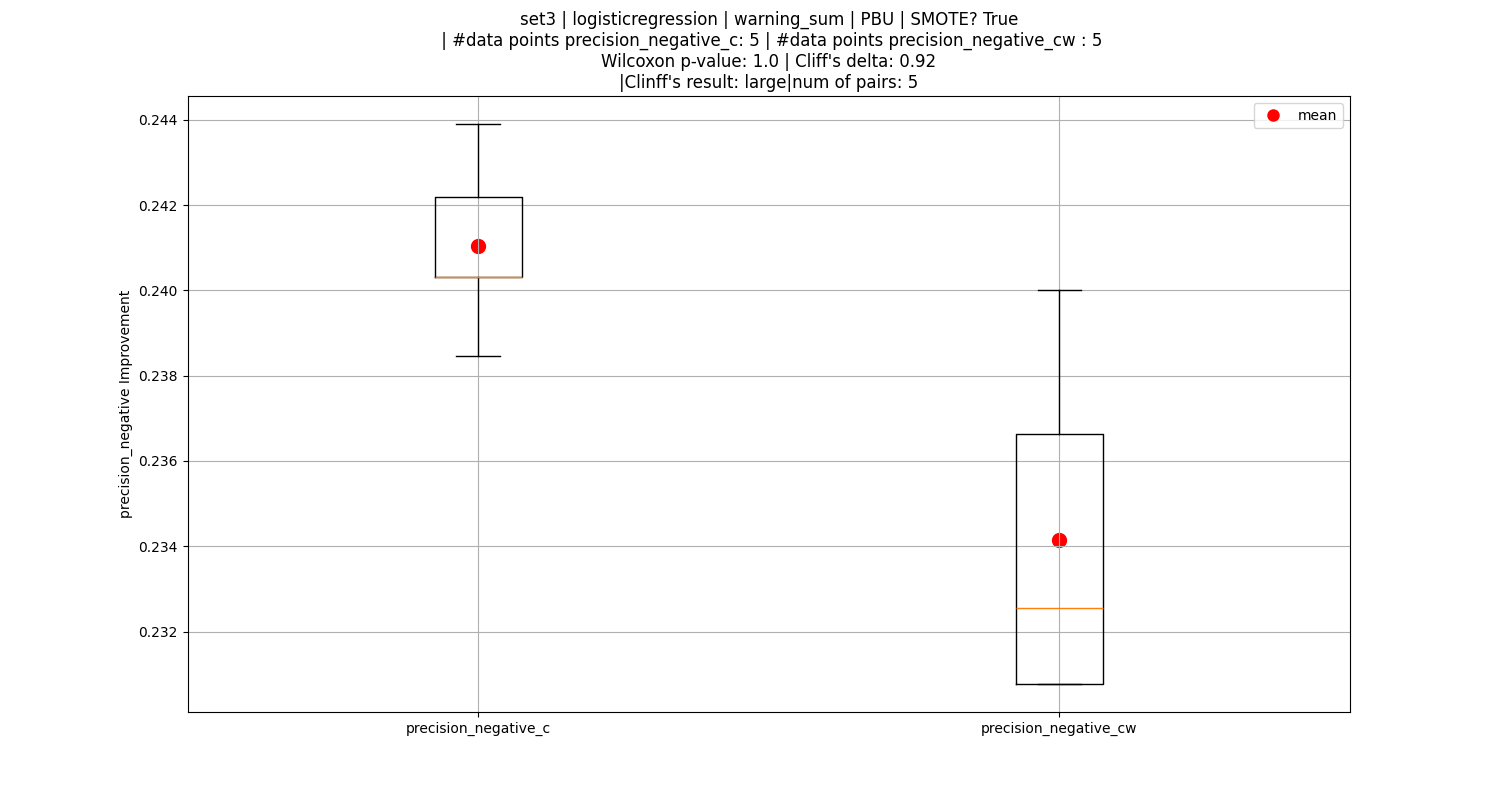 set3 | logisticregression | warning_sum | PBU | SMOTE? True
| #data points precision_negative_c: 5 | #data points precision_negative_cw : 5
Wilcoxon p-value: 1.0 | Cliff's delta: 0.92
|Clinff's result: large|num of pairs: 5
mean
0.244
0.242
0.240
0.238
0.236
0.234
0.232
precision_negative Improvement
precision_negative_c
precision_negative_cw